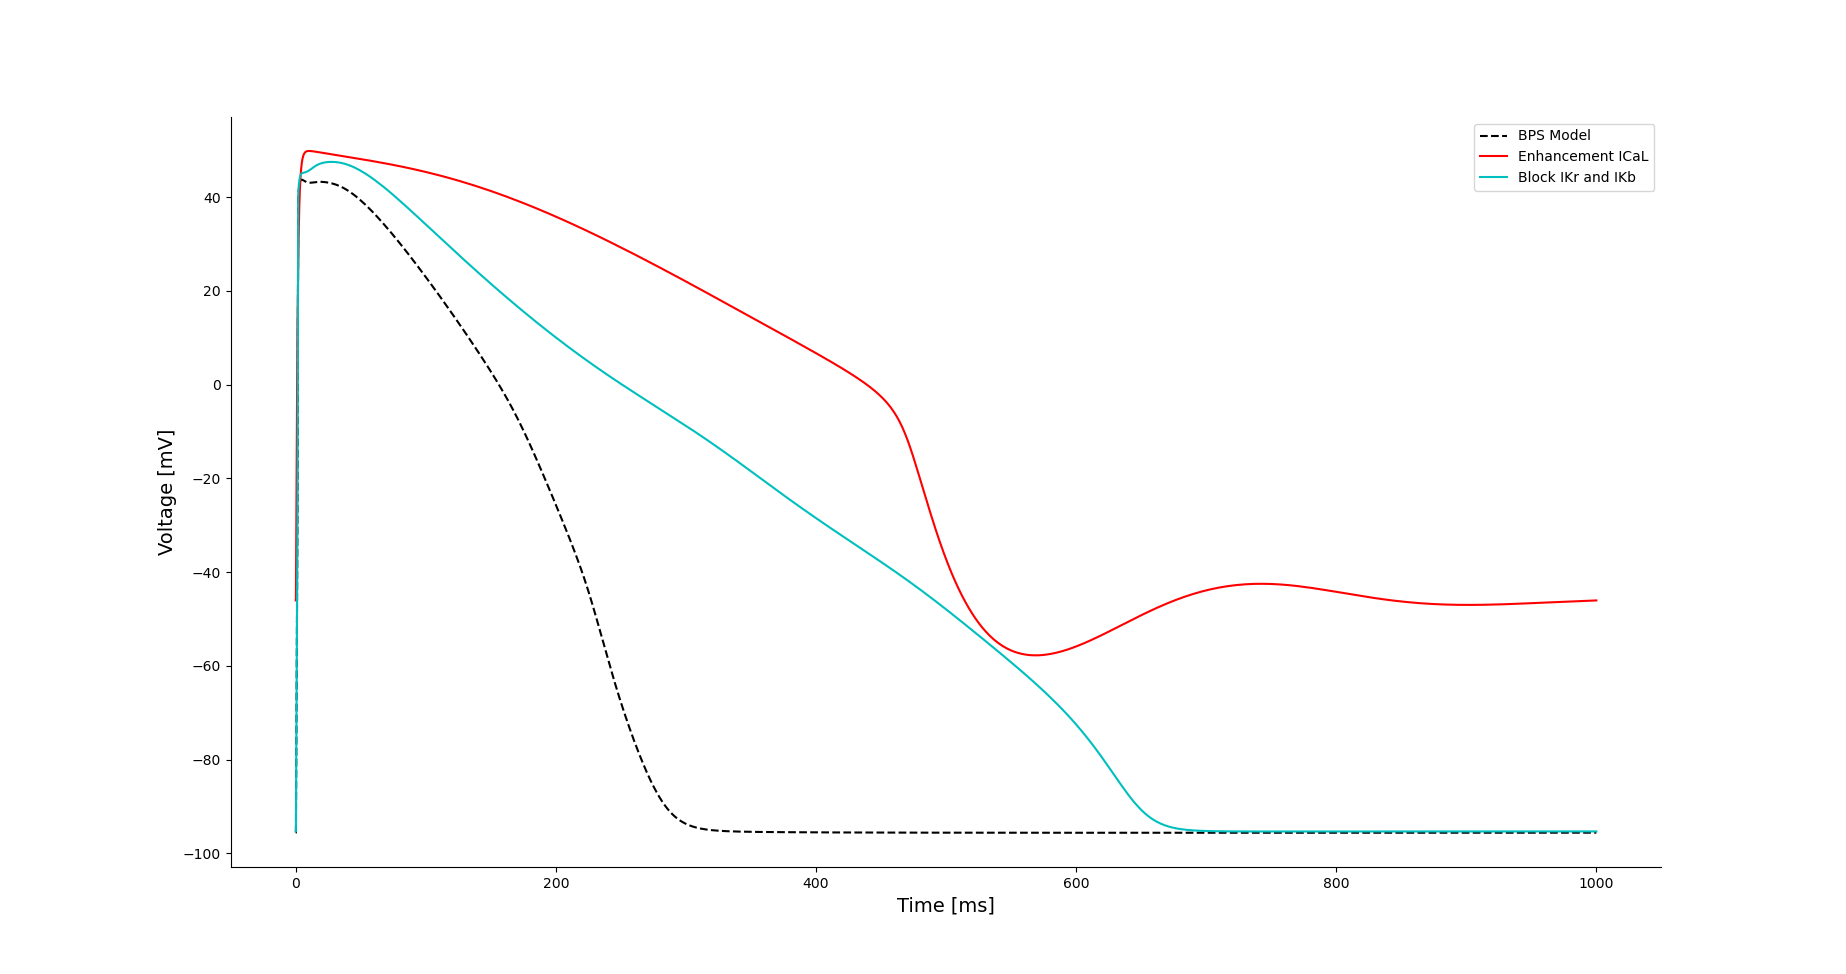 BPS Model
Enhancement ICaL
Block IKr and IKb
40
20
0
−20
−40
−60
−80
−100
Voltage [mV]
0 200 400 600 800 1000
Time [ms]